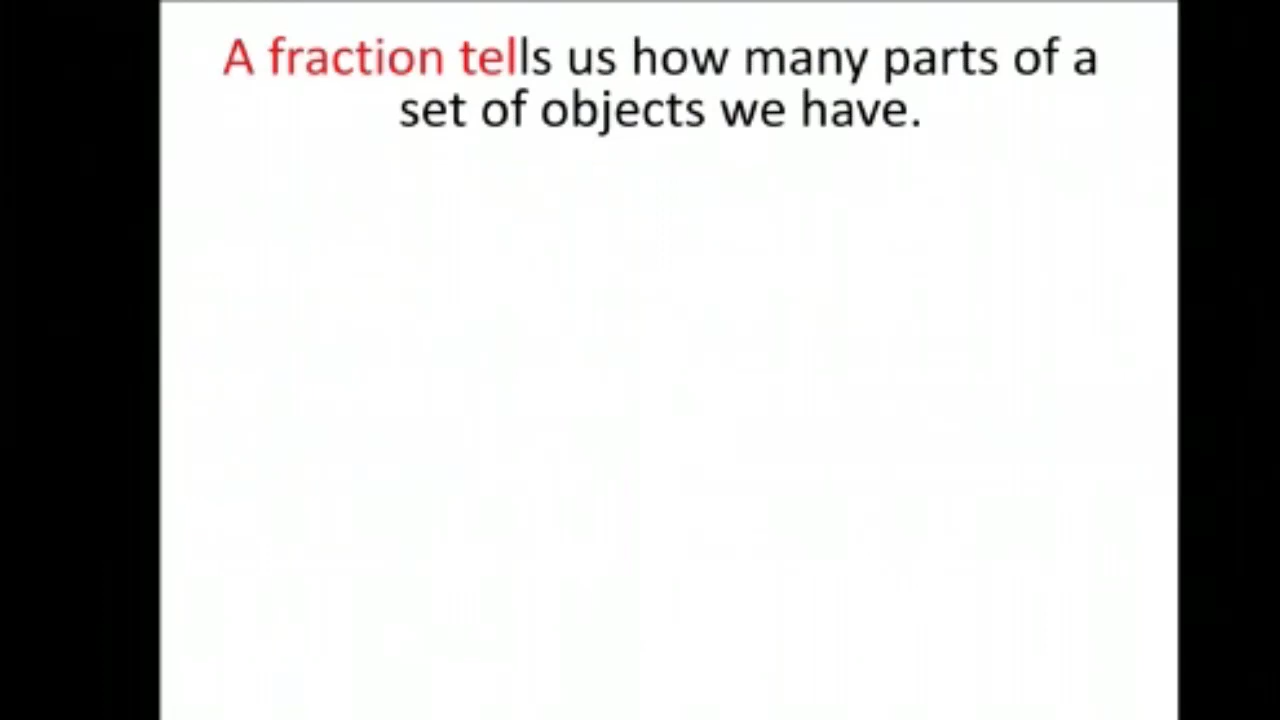 A fraction tells us how many parts of a
set of objects we have.